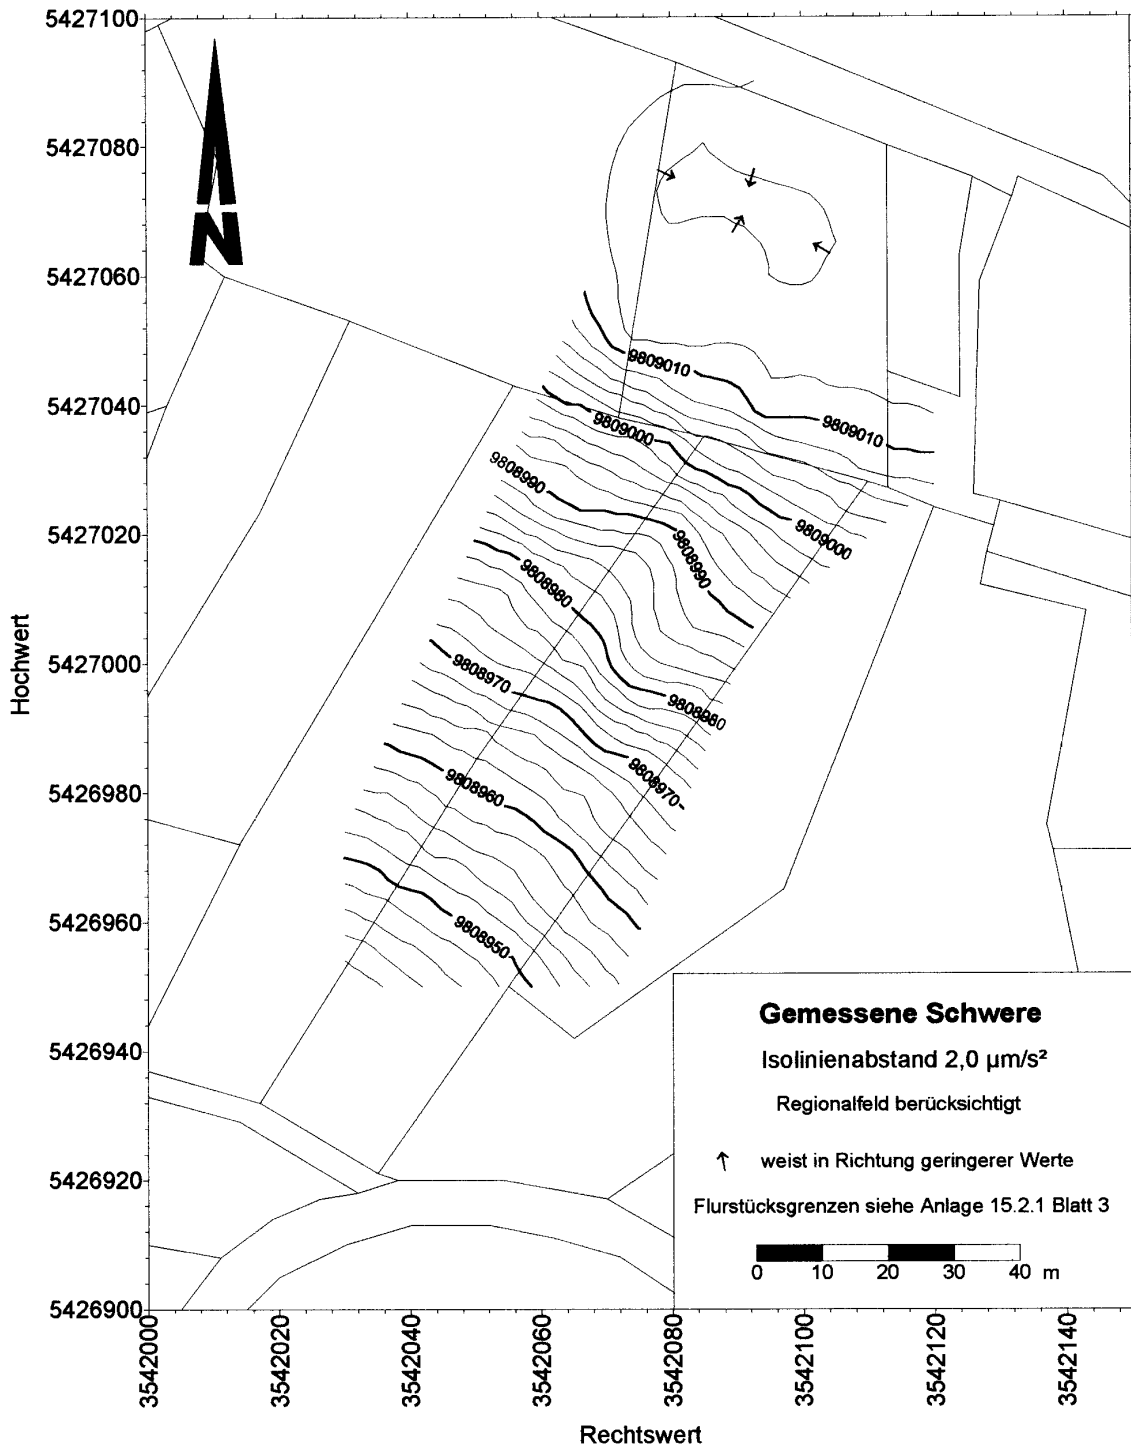 5427100
5427080
5427060
5427040
5427020
5427000
5426980
5426960
5426940
5426920
5426900
Hochwert
N
9809010
9809010
9809000
9809000
9808990
9808990
9808980
9808980
9808970
9808970
9808960
9808950
Gemessene Schwere
Isolinienabstand 2,0 µm/s²
Regionalfeld berücksichtigt
↑ weist in Richtung geringerer Werte
Flurstücksgrenzen siehe Anlage 15.2.1 Blatt 3
0 10 20 30 40 m
3542000 3542020 3542040 3542060 3542080 3542100 3542120 3542140
Rechtswert